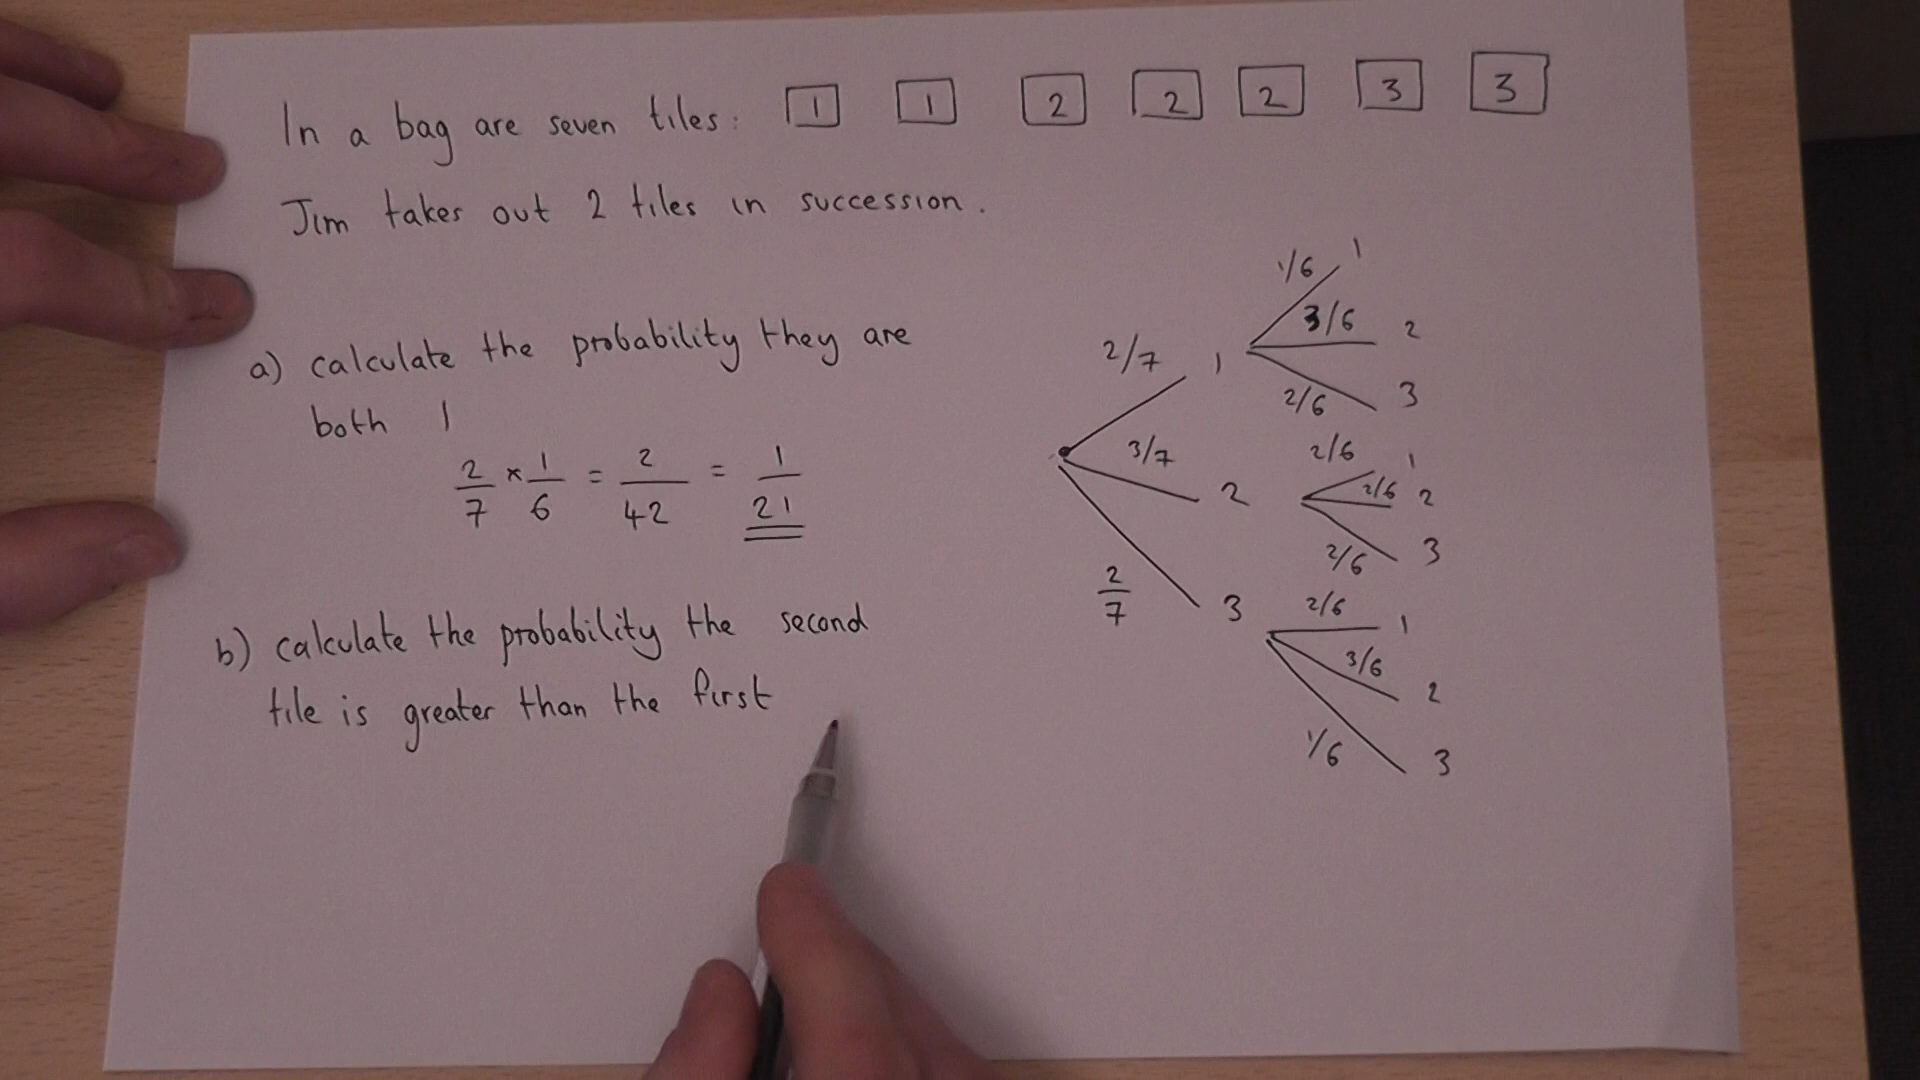 In a bag are seven tiles: 1 1 2 2 2 3 3
Jim takes out 2 tiles in succession.
a) calculate the probability they are
both 1
2/7 × 1/6 = 2/42 = 1/21
b) calculate the probability the second
tile is greater than the first
1/6 1
3/6 2
2/7 1
2/6 3
2/6 1
3/7 2
2/6 2
2/6 3
2/7 3
2/6 1
3/6 2
1/6 3